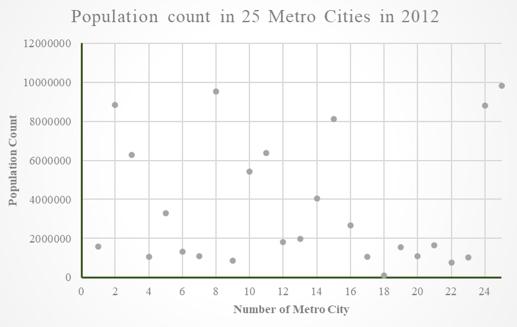 Population count in 25 Metro Cities in 2012
12000000
10000000
8000000
6000000
4000000
2000000
0
Population Count
0 2 4 6 8 10 12 14 16 18 20 22 24
Number of Metro City